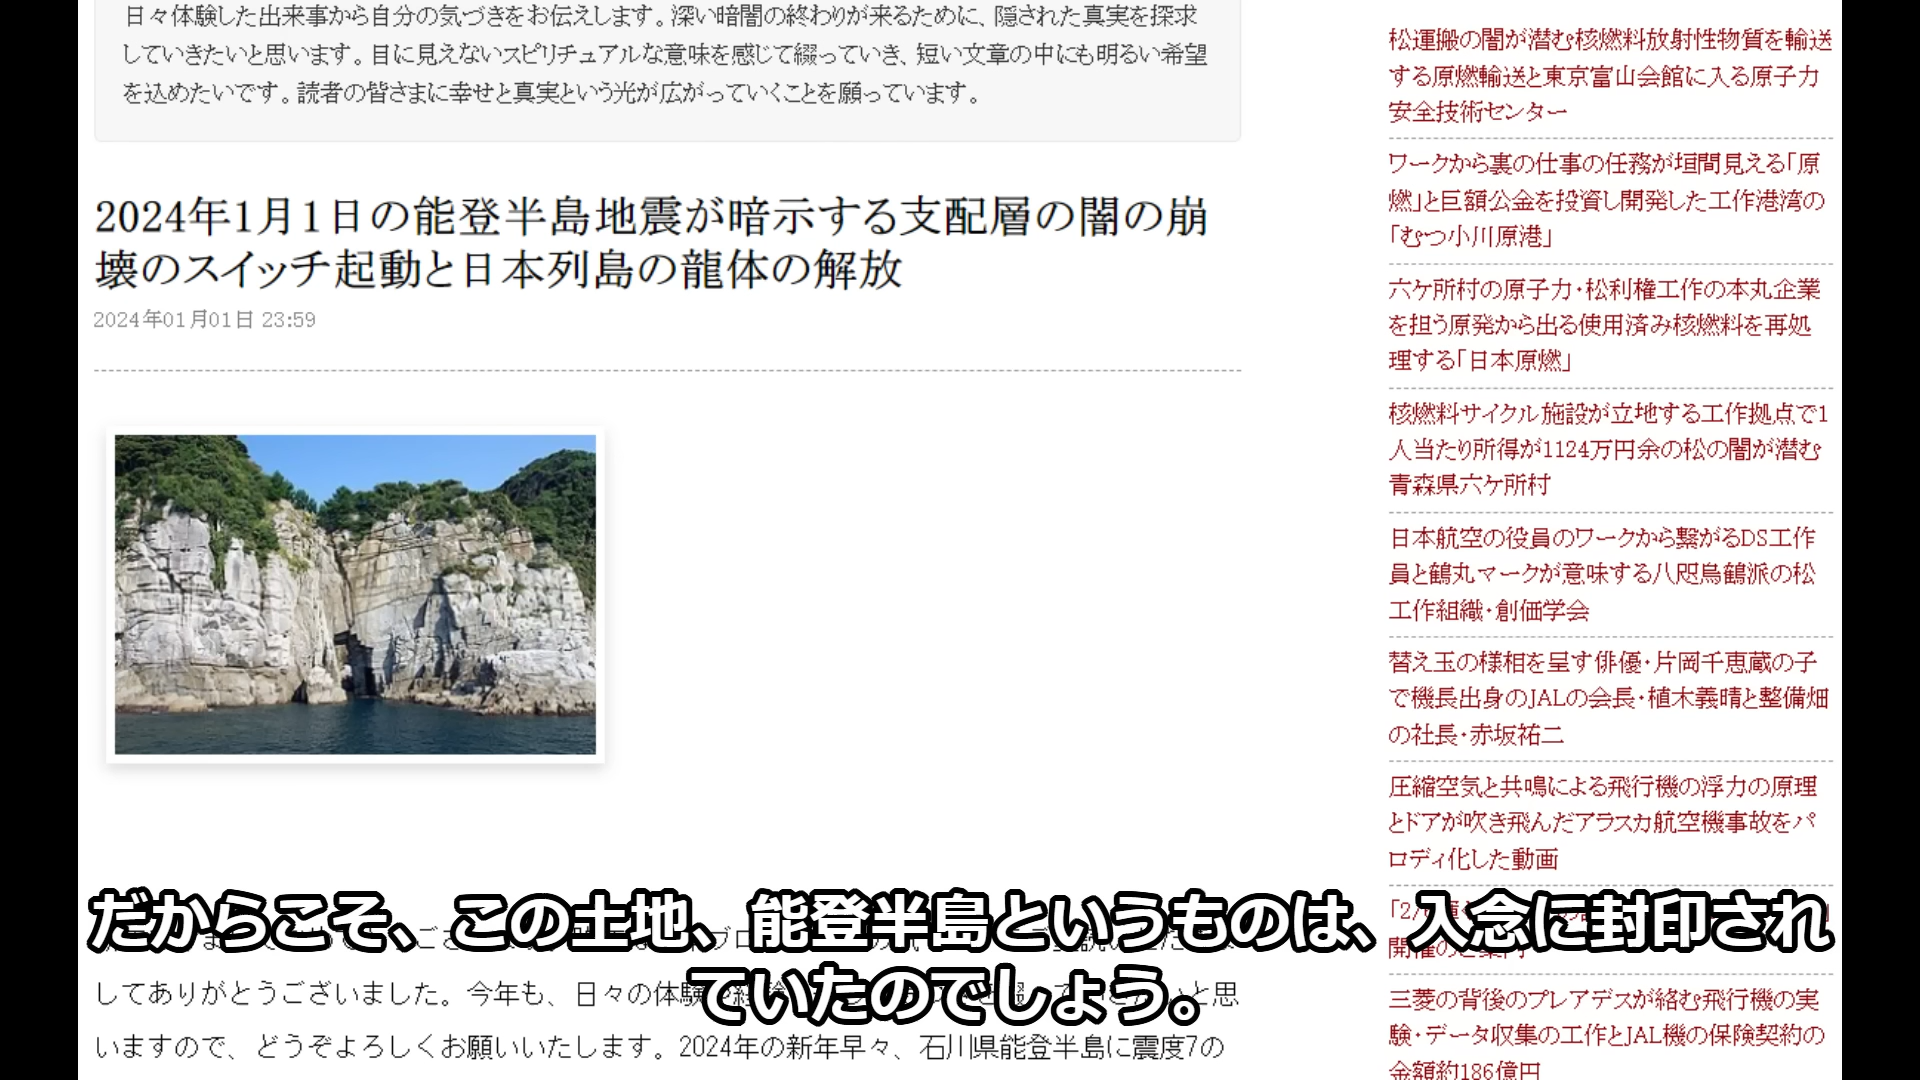 日々体験した出来事から自分の気づきをお伝えします。深い暗闇の終わりが来るために、隠された真実を探求
していきたいと思います。目に見えないスピリチュアルな意味を感じて綴っていき、短い文章の中にも明るい希望
を込めたいです。読者の皆さまに幸せと真実という光が広がっていくことを願っています。
2024年1月1日の能登半島地震が暗示する支配層の闇の崩
壊のスイッチ起動と日本列島の龍体の解放
2024年01月01日 23:59
だからこそ、この土地、能登半島というものは、入念に封印され
ていたのでしょう。
してありがとうございました。今年も、日々の体験
と思
いますので、どうぞよろしくお願いいたします。2024年の新年早々、石川県能登半島に震度7の
松運搬の闇が潜む核燃料放射性物質を輸送
する原燃輸送と東京富山会館に入る原子力
安全技術センター
ワークから裏の仕事の任務が垣間見える「原
燃」と巨額公金を投資し開発した工作港湾の
「むつ小川原港」
六ケ所村の原子力・松利権工作の本丸企業
を担う原発から出る使用済み核燃料を再処
理する「日本原燃」
核燃料サイクル施設が立地する工作拠点で1
人当たり所得が1124万円余の松の闇が潜む
青森県六ケ所村
日本航空の役員のワークから繋がるDS工作
員と鶴丸マークが意味する八咫烏鶴派の松
工作組織・創価学会
替え玉の様相を呈す俳優・片岡千恵蔵の子
で機長出身のJALの会長・植木義晴と整備畑
の社長・赤坂祐二
圧縮空気と共鳴による飛行機の浮力の原理
とドアが吹き飛んだアラスカ航空機事故をパ
ロディ化した動画
「2/
開催のご案内
三菱の背後のプレアデスが絡む飛行機の実
験・データ収集の工作とJAL機の保険契約の
金額約186億円